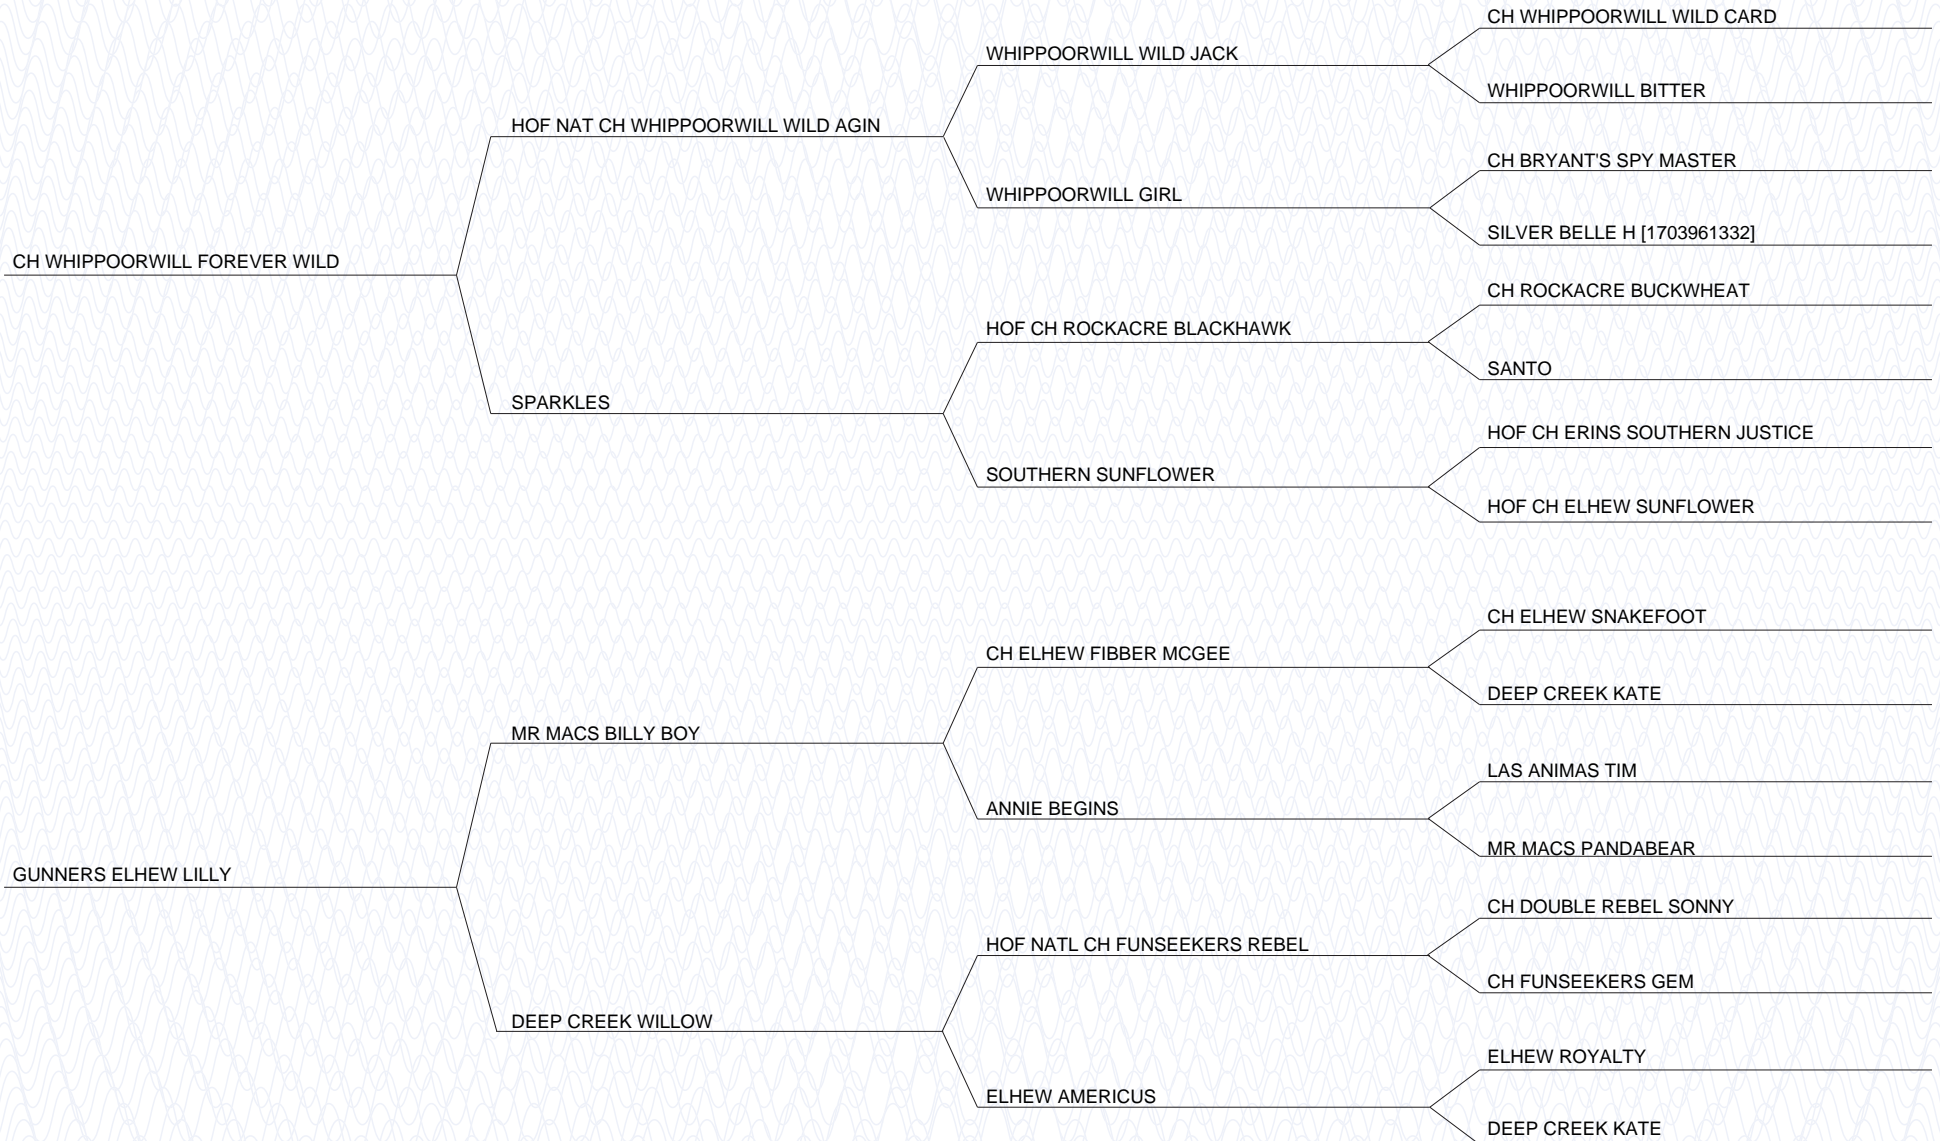 CH WHIPPOORWILL WILD CARD
WHIPPOORWILL WILD JACK
WHIPPOORWILL BITTER
HOF NAT CH WHIPPOORWILL WILD AGIN
CH BRYANT'S SPY MASTER
WHIPPOORWILL GIRL
SILVER BELLE H [1703961332]
CH WHIPPOORWILL FOREVER WILD
CH ROCKACRE BUCKWHEAT
HOF CH ROCKACRE BLACKHAWK
SANTO
SPARKLES
HOF CH ERINS SOUTHERN JUSTICE
SOUTHERN SUNFLOWER
HOF CH ELHEW SUNFLOWER
CH ELHEW SNAKEFOOT
CH ELHEW FIBBER MCGEE
DEEP CREEK KATE
MR MACS BILLY BOY
LAS ANIMAS TIM
ANNIE BEGINS
MR MACS PANDABEAR
GUNNERS ELHEW LILLY
CH DOUBLE REBEL SONNY
HOF NATL CH FUNSEEKERS REBEL
CH FUNSEEKERS GEM
DEEP CREEK WILLOW
ELHEW ROYALTY
ELHEW AMERICUS
DEEP CREEK KATE